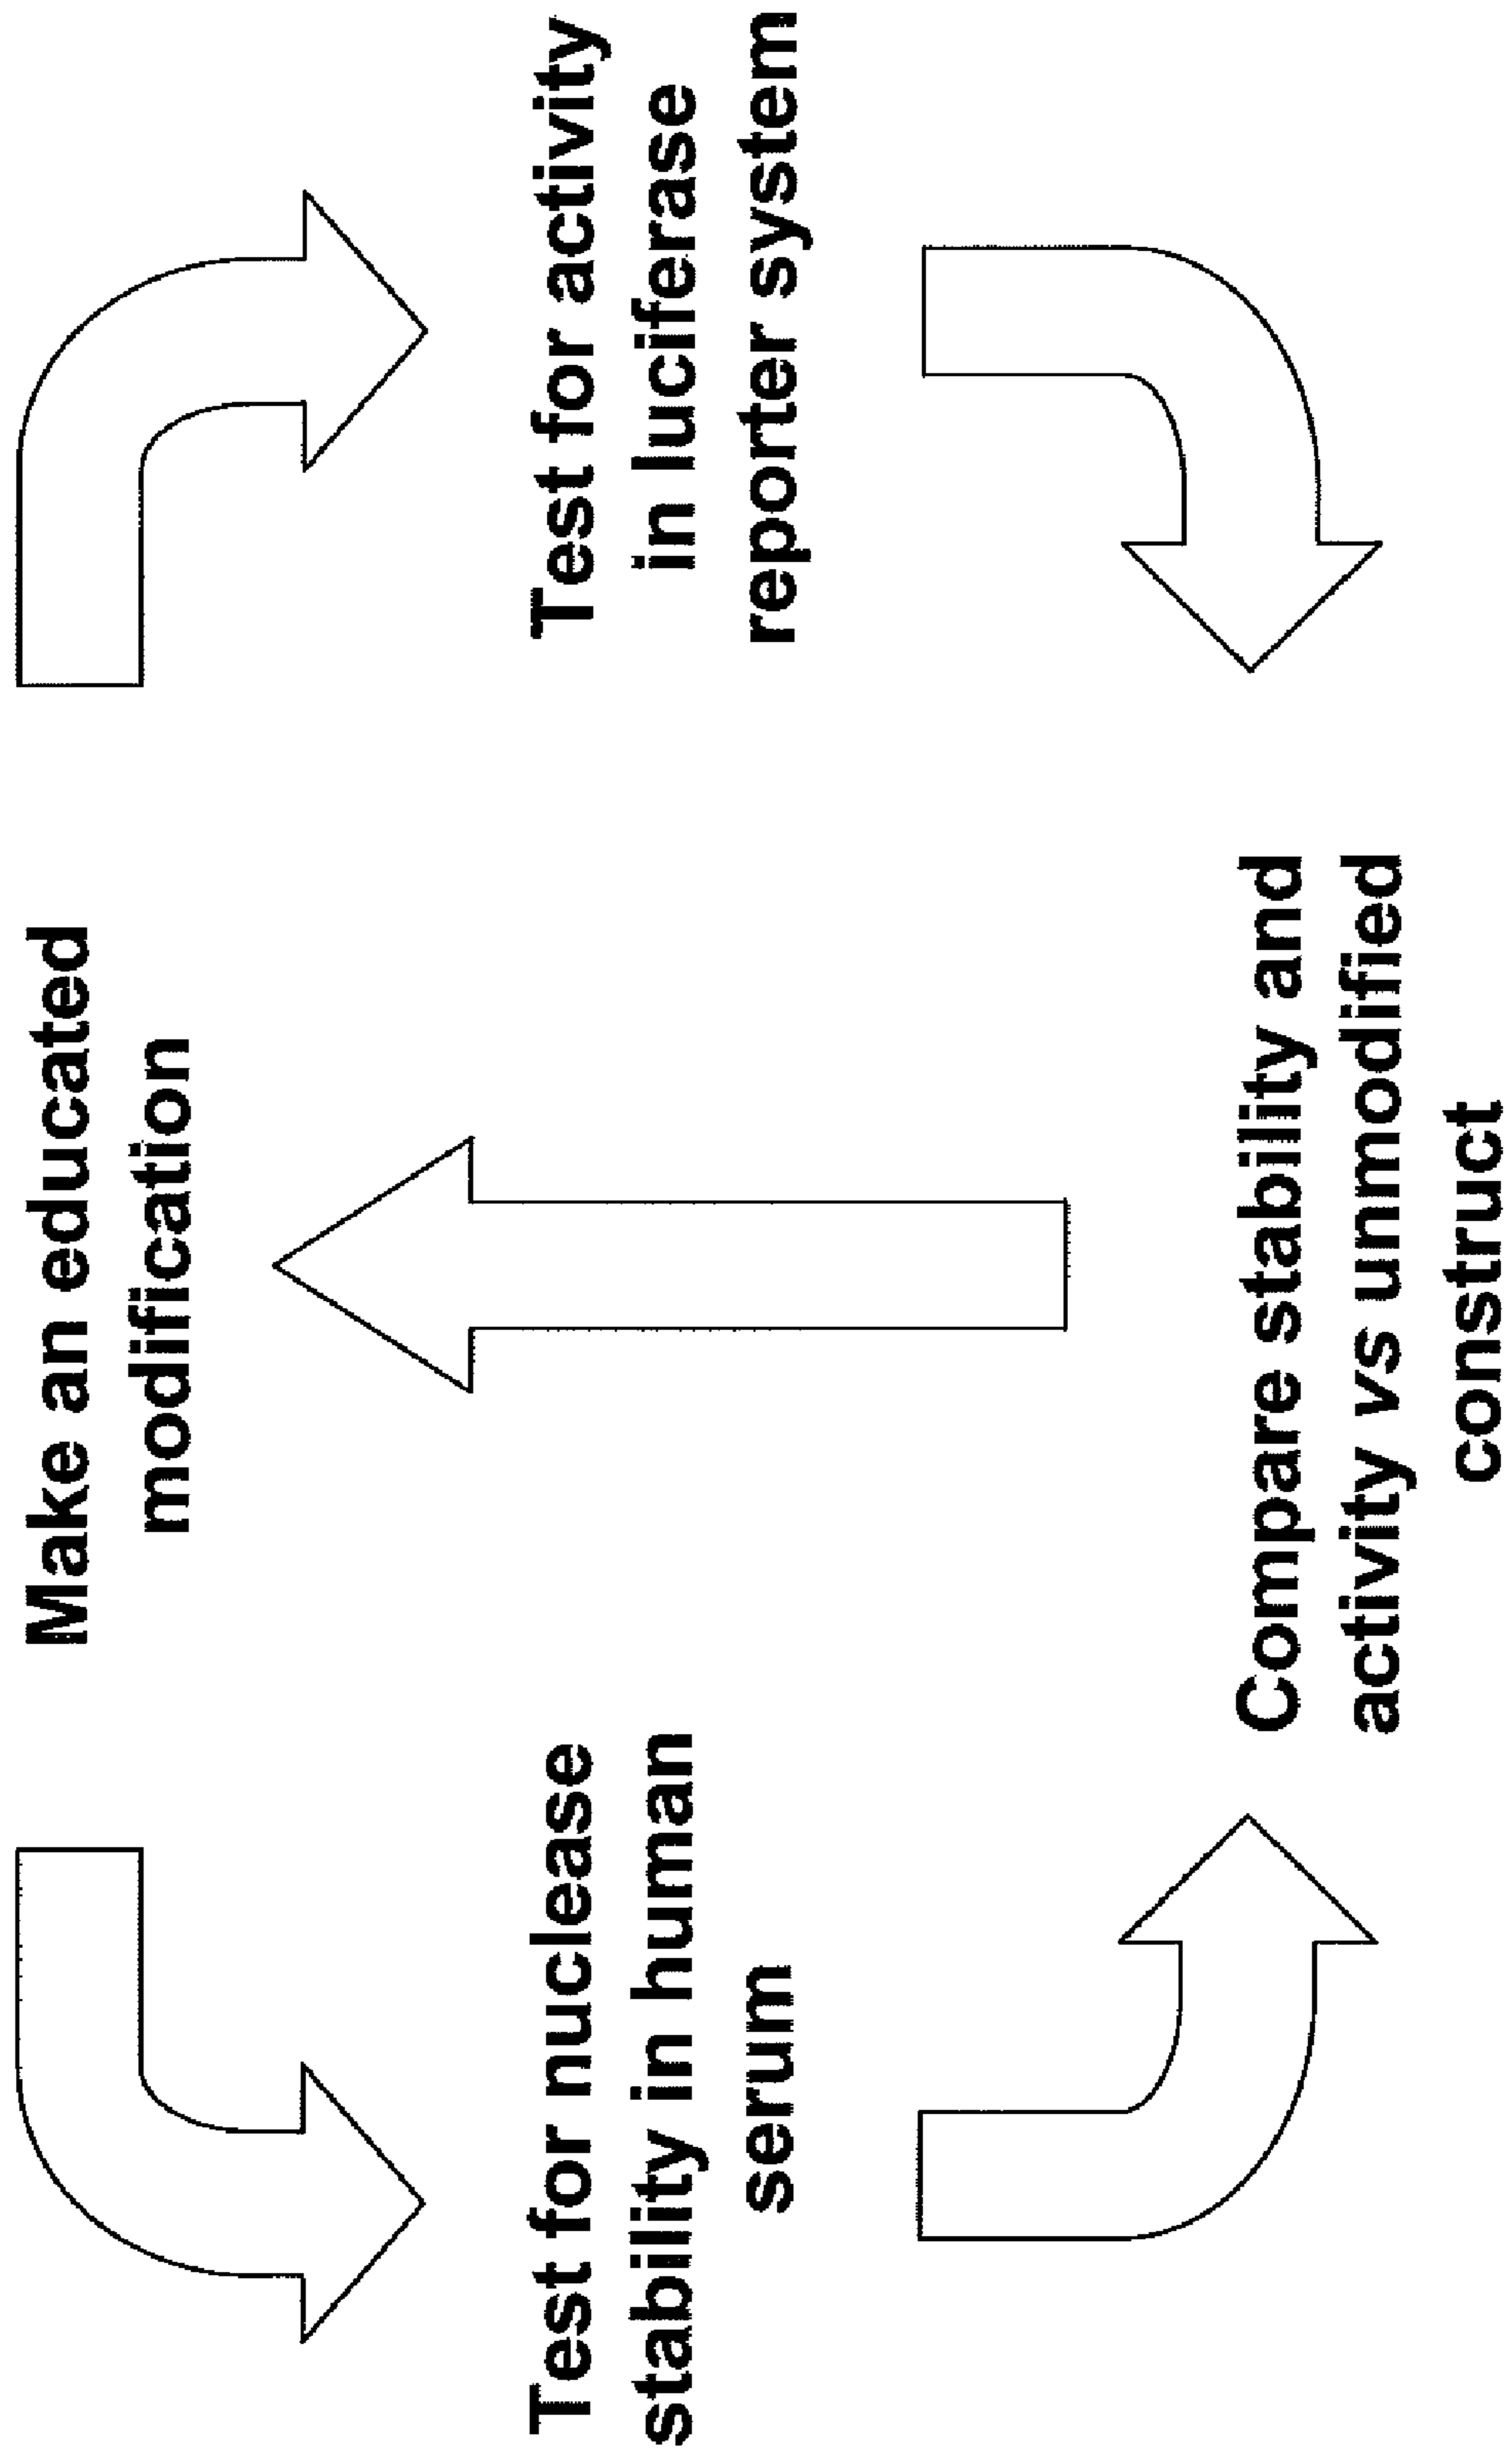 Make an educated
modification
Test for nuclease
stability in human
serum
Test for activity
in luciferase
reporter system
Compare stability and
activity vs unmodified
construct